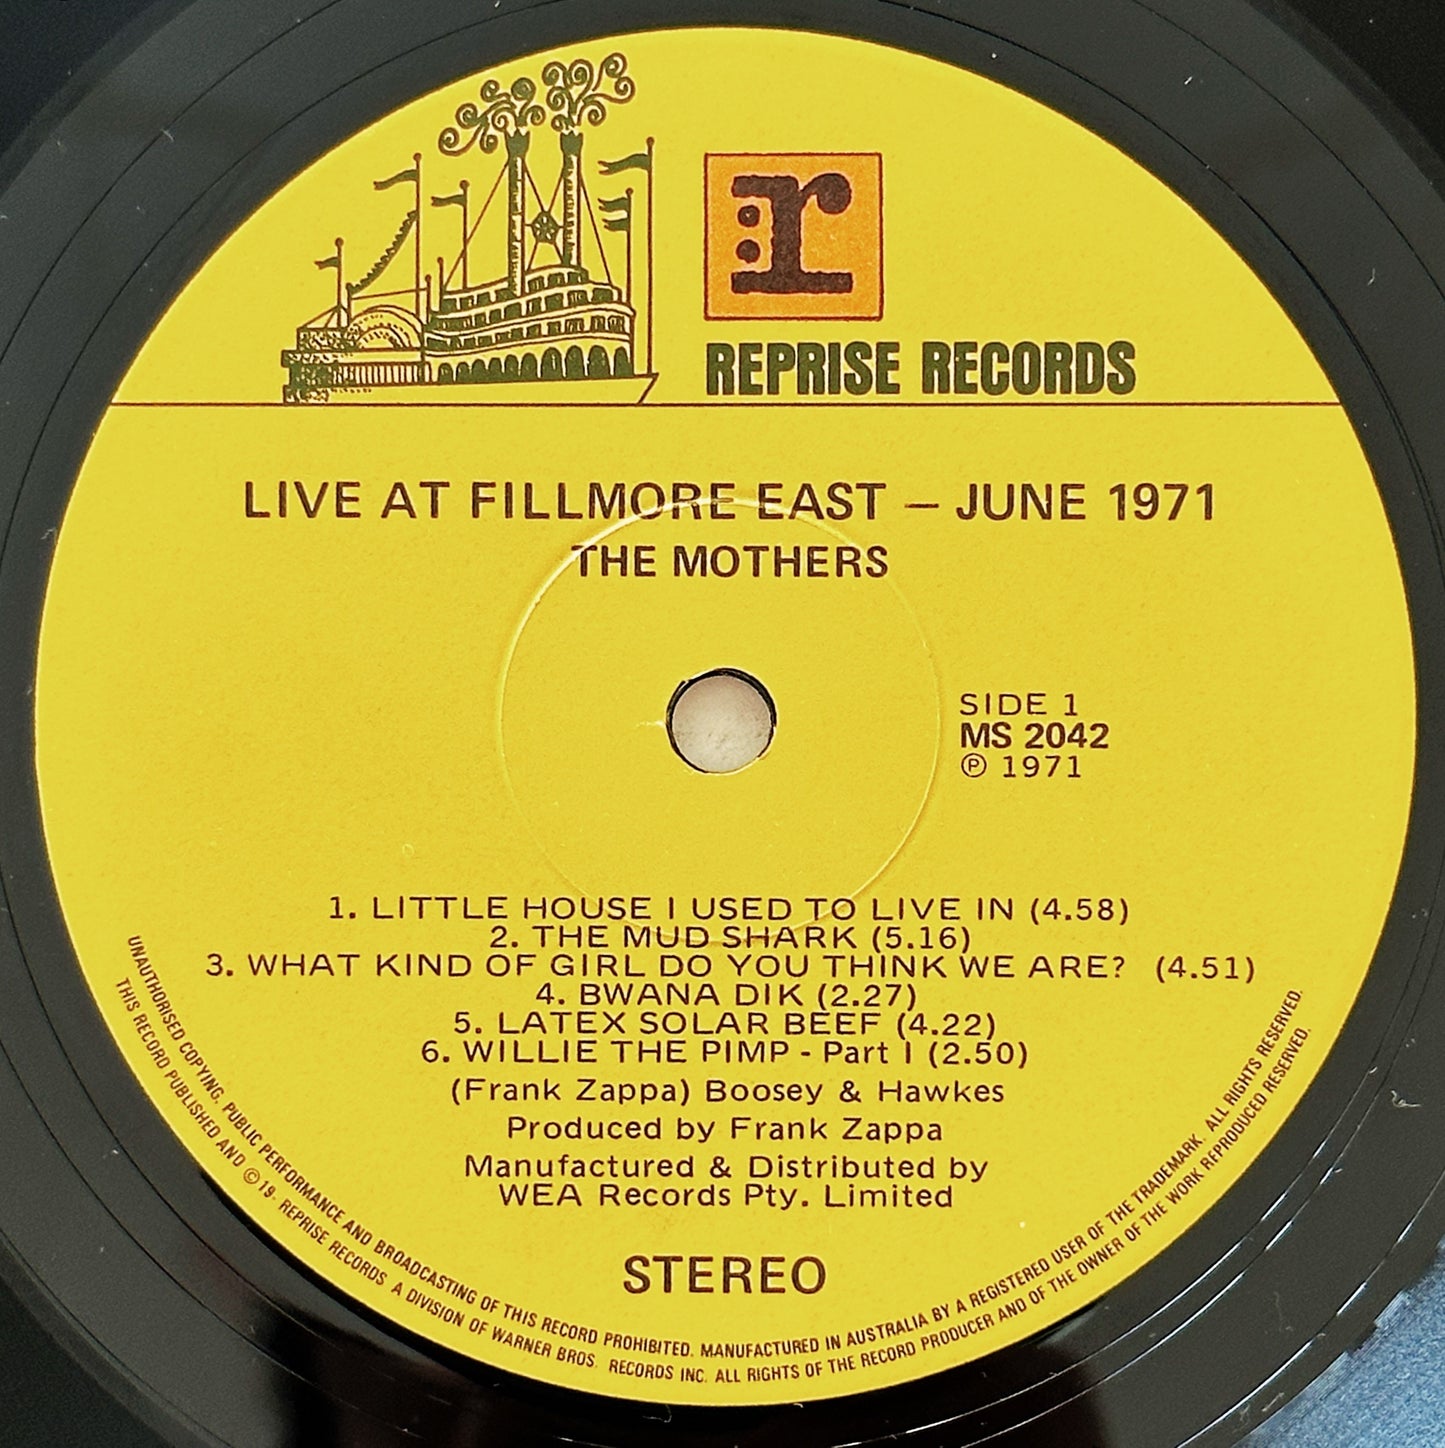 r:
REPRISE RECORDS
LIVE AT FILLMORE EAST – JUNE 1971
THE MOTHERS
SIDE 1
MS 2042
℗ 1971
1. LITTLE HOUSE I USED TO LIVE IN (4.58)
2. THE MUD SHARK (5.16)
3. WHAT KIND OF GIRL DO YOU THINK WE ARE? (4.51)
4. BWANA DIK (2.27)
5. LATEX SOLAR BEEF (4.22)
6. WILLIE THE PIMP - Part I (2.50)
(Frank Zappa) Boosey & Hawkes
Produced by Frank Zappa
Manufactured & Distributed by
WEA Records Pty. Limited
STEREO
UNAUTHORISED COPYING, PUBLIC PERFORMANCE AND BROADCASTING OF THIS RECORD PROHIBITED. MANUFACTURED IN AUSTRALIA BY A REGISTERED USER OF THE TRADEMARK. ALL RIGHTS RESERVED.
THIS RECORD PUBLISHED AND ©19- REPRISE RECORDS A DIVISION OF WARNER BROS. RECORDS INC. ALL RIGHTS OF THE RECORD PRODUCER AND OF THE OWNER OF THE WORK REPRODUCED RESERVED.